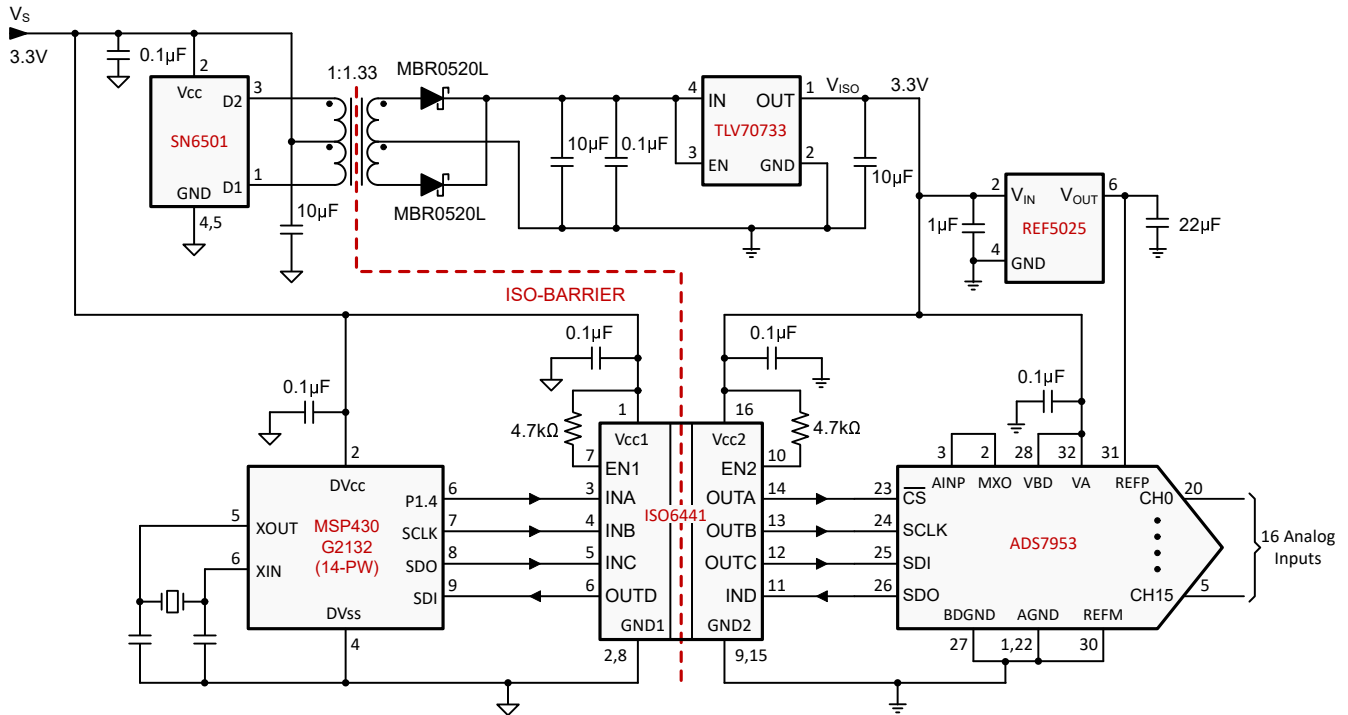 VS
3.3V
0.1µF
2
Vcc
3
D2
SN6501
D1
1
GND
4,5
10µF
1:1.33
MBR0520L
MBR0520L
10µF
0.1µF
4
IN
OUT
1
TLV70733
3
EN
GND
2
VISO
3.3V
10µF
2
VIN
VOUT
6
1µF
REF5025
4
GND
22µF
ISO-BARRIER
0.1µF
0.1µF
0.1µF
0.1µF
4.7kΩ
4.7kΩ
2
DVcc
5
XOUT
6
XIN
MSP430
G2132
(14-PW)
P1.4
6
SCLK
7
SDO
8
SDI
9
DVss
4
1
Vcc1
7
EN1
3
INA
4
INB
5
INC
6
OUTD
GND1
2,8
ISO6441
16
Vcc2
EN2
10
OUTA
14
OUTB
13
OUTC
12
IND
11
GND2
9,15
3
2
28
32
31
AINP
MXO
VBD
VA
REFP
23
CS
24
SCLK
25
SDI
26
SDO
ADS7953
CH0
20
CH15
5
16 Analog
Inputs
BDGND
AGND
REFM
27
1,22
30